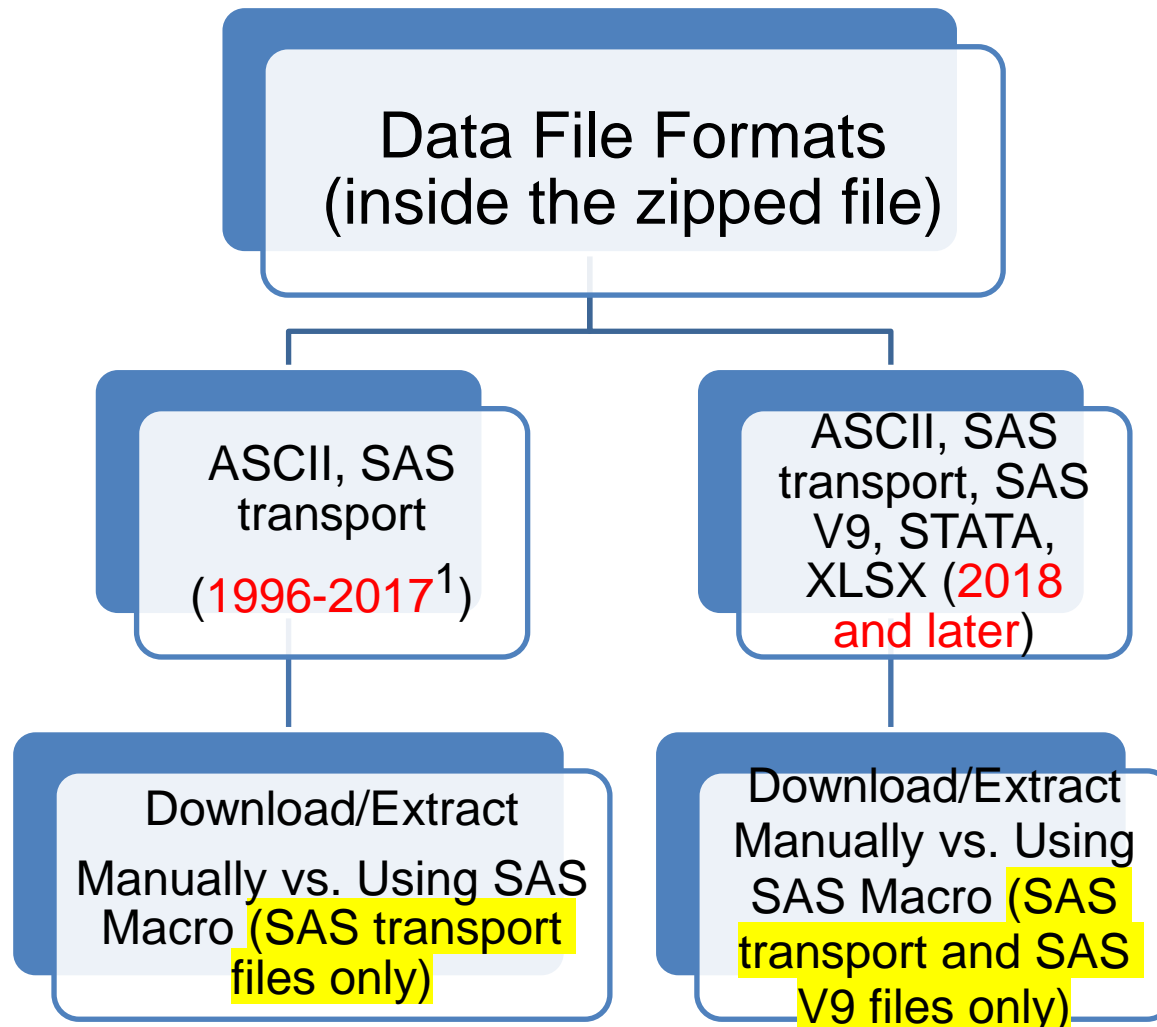 Data File Formats
(inside the zipped file)
ASCII, SAS
transport
(1996-2017¹)
ASCII, SAS
transport, SAS
V9, STATA,
XLSX (2018
and later)
Download/Extract
Manually vs. Using SAS
Macro (SAS transport
files only)
Download/Extract
Manually vs. Using
SAS Macro (SAS
transport and SAS
V9 files only)